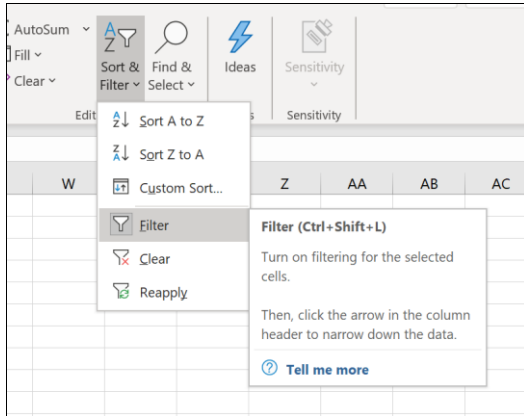 AutoSum
Fill
Clear
Sort &
Filter
Find &
Select
Ideas
Sensitivity
Edit
s
Sensitivity
Sort A to Z
Sort Z to A
Custom Sort...
Filter
Clear
Reapply
W
Z
AA
AB
AC
Filter (Ctrl+Shift+L)
Turn on filtering for the selected
cells.
Then, click the arrow in the column
header to narrow down the data.
Tell me more